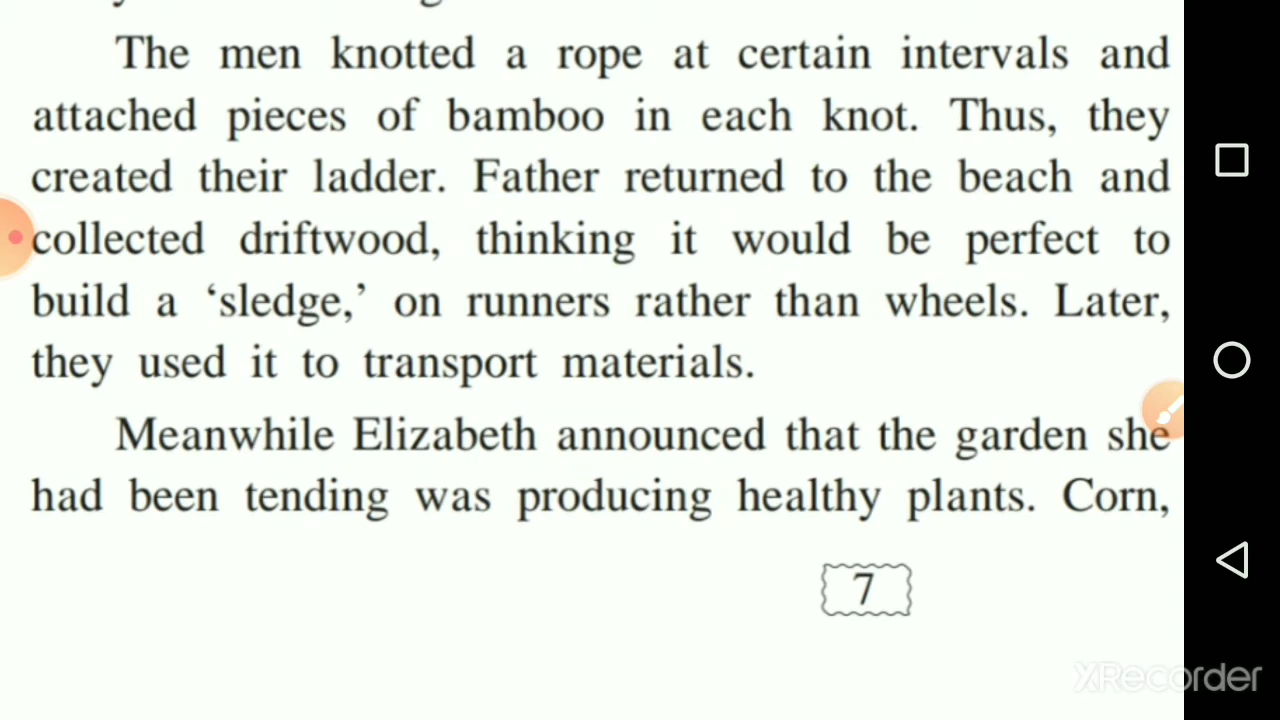 The men knotted a rope at certain intervals and
attached pieces of bamboo in each knot. Thus, they
created their ladder. Father returned to the beach and
collected driftwood, thinking it would be perfect to
build a ‘sledge,’ on runners rather than wheels. Later,
they used it to transport materials.
Meanwhile Elizabeth announced that the garden she
had been tending was producing healthy plants. Corn,
7
XRecorder